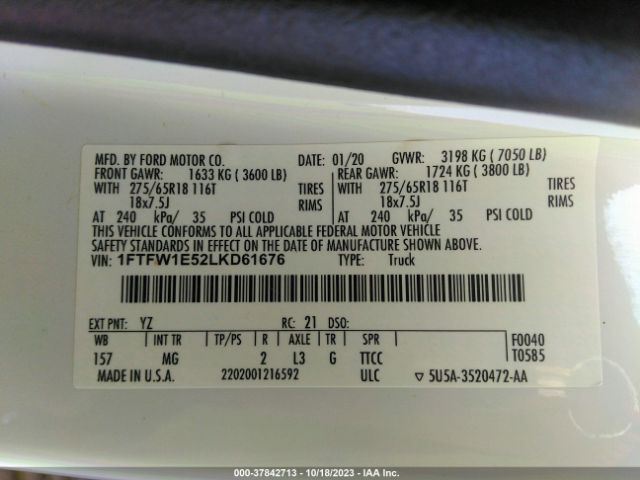 MFD. BY FORD MOTOR CO. DATE: 01/20 GVWR: 3198 KG ( 7050 LB)
FRONT GAWR: 1633 KG ( 3600 LB) REAR GAWR: 1724 KG ( 3800 LB)
WITH 275/65R18 116T TIRES WITH 275/65R18 116T TIRES
18x7.5J RIMS 18x7.5J RIMS
AT 240 kPa/ 35 PSI COLD AT 240 kPa/ 35 PSI COLD
THIS VEHICLE CONFORMS TO ALL APPLICABLE FEDERAL MOTOR VEHICLE
SAFETY STANDARDS IN EFFECT ON THE DATE OF MANUFACTURE SHOWN ABOVE.
VIN: 1FTFW1E52LKD61676 TYPE: Truck
EXT PNT: YZ RC: 21 DSO:
WB INT TR TP/PS R AXLE TR SPR F0040
157 MG 2 L3 G TTCC T0585
MADE IN U.S.A. 2202001216592 ULC ▽ 5U5A-3520472-AA
000-37842713 - 10/18/2023 - IAA Inc.